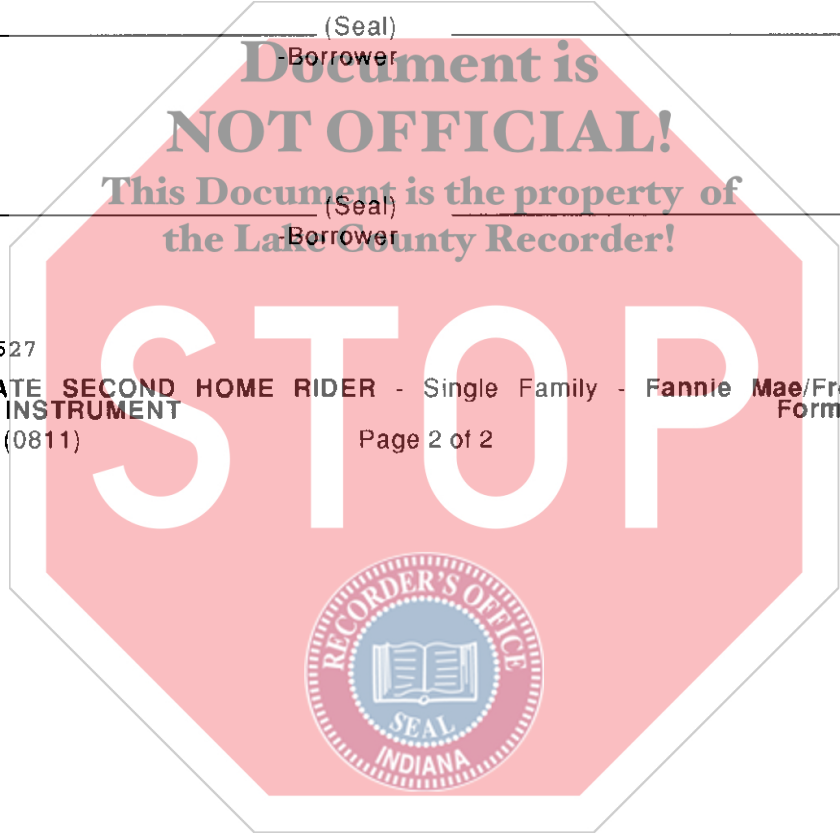 (Seal)
-Borrower
Document is
NOT OFFICIAL!
This Document is the property of
the Lake County Recorder!
(Seal)
-Borrower
STOP
527
ATE SECOND HOME RIDER - Single Family - Fannie Mae/Fre
INSTRUMENT
Form
(0811)
Page 2 of 2
RECORDER'S OFFICE
SEAL
INDIANA